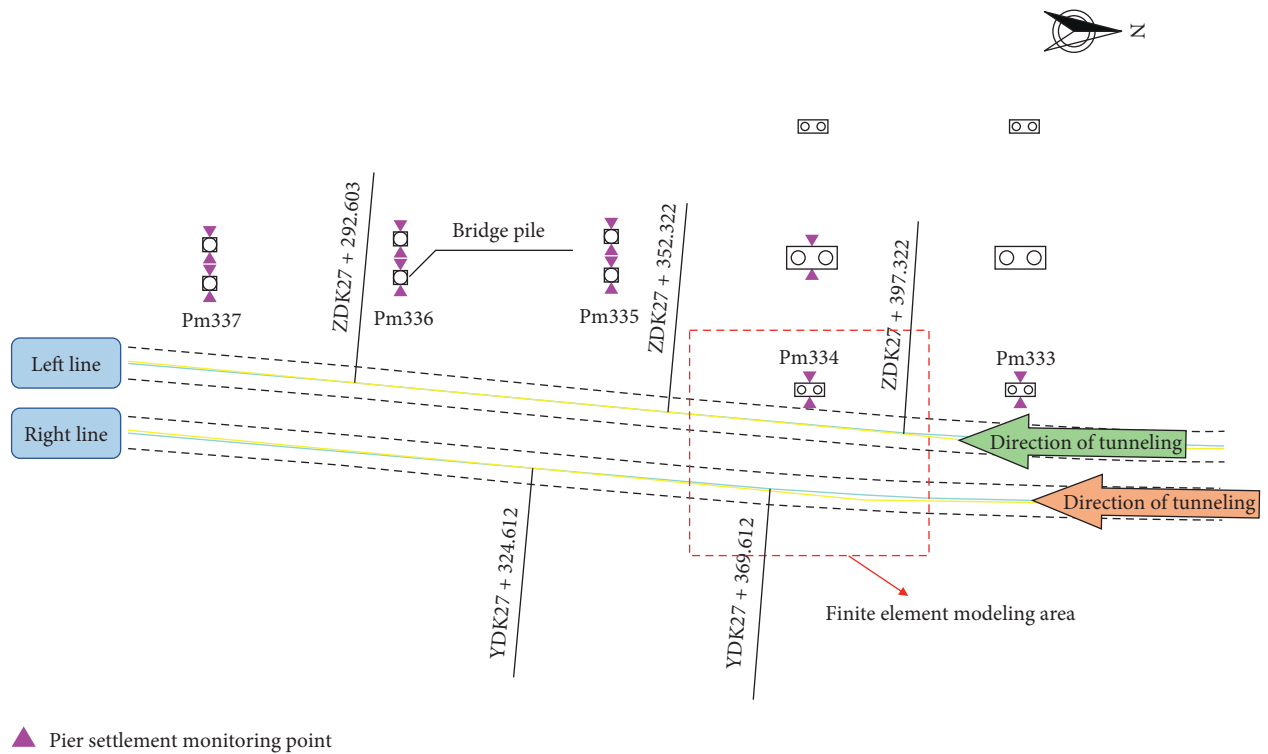 N
ZDK27 + 292.603
Bridge pile
ZDK27 + 352.322
ZDK27 + 397.322
Pm337
Pm336
Pm335
Pm334
Pm333
Left line
Right line
Direction of tunneling
Direction of tunneling
YDK27 + 324.612
YDK27 + 369.612
Finite element modeling area
Pier settlement monitoring point